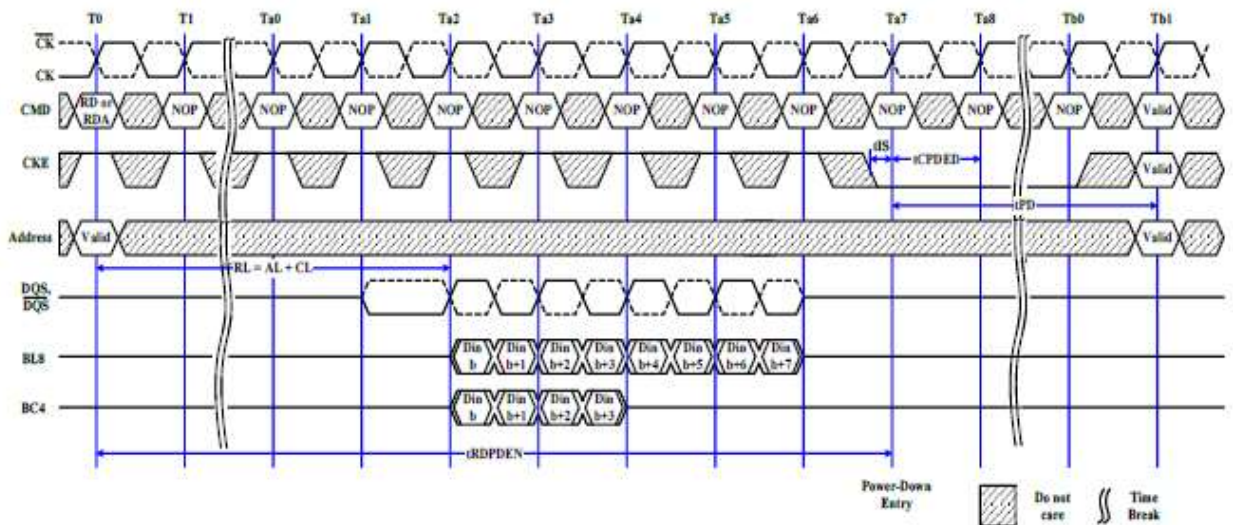 T0 T1 Ta0 Ta1 Ta2 Ta3 Ta4 Ta5 Ta6 Ta7 Ta8 Tb0 Tb1
CK
CK
CMD RD or RDA NOP NOP NOP NOP NOP NOP NOP NOP NOP NOP NOP Valid
tIS
CKE tCPDED Valid
tPD
Address Valid Valid
RL = AL + CL
DQS,
DQS
BL8 Din b Din b+1 Din b+2 Din b+3 Din b+4 Din b+5 Din b+6 Din b+7
BC4 Din b Din b+1 Din b+2 Din b+3
tRDPDEN
Power-Down
Entry
Do not
care
Time
Break